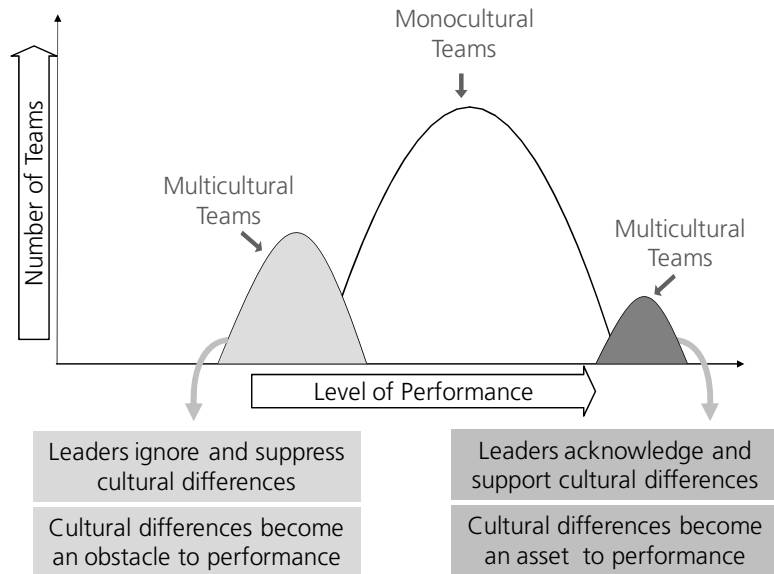 Monocultural
Teams
Number of Teams
Multicultural
Teams
Multicultural
Teams
Level of Performance
Leaders ignore and suppress
cultural differences
Cultural differences become
an obstacle to performance
Leaders acknowledge and
support cultural differences
Cultural differences become
an asset to performance